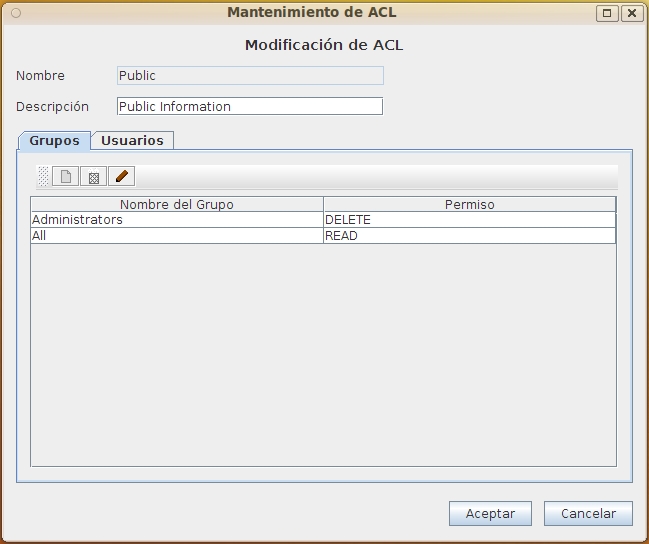 Mantenimiento de ACL
Modificación de ACL
Nombre Public
Descripción Public Information
Grupos Usuarios
Nombre del Grupo Permiso
Administrators DELETE
All READ
Aceptar Cancelar